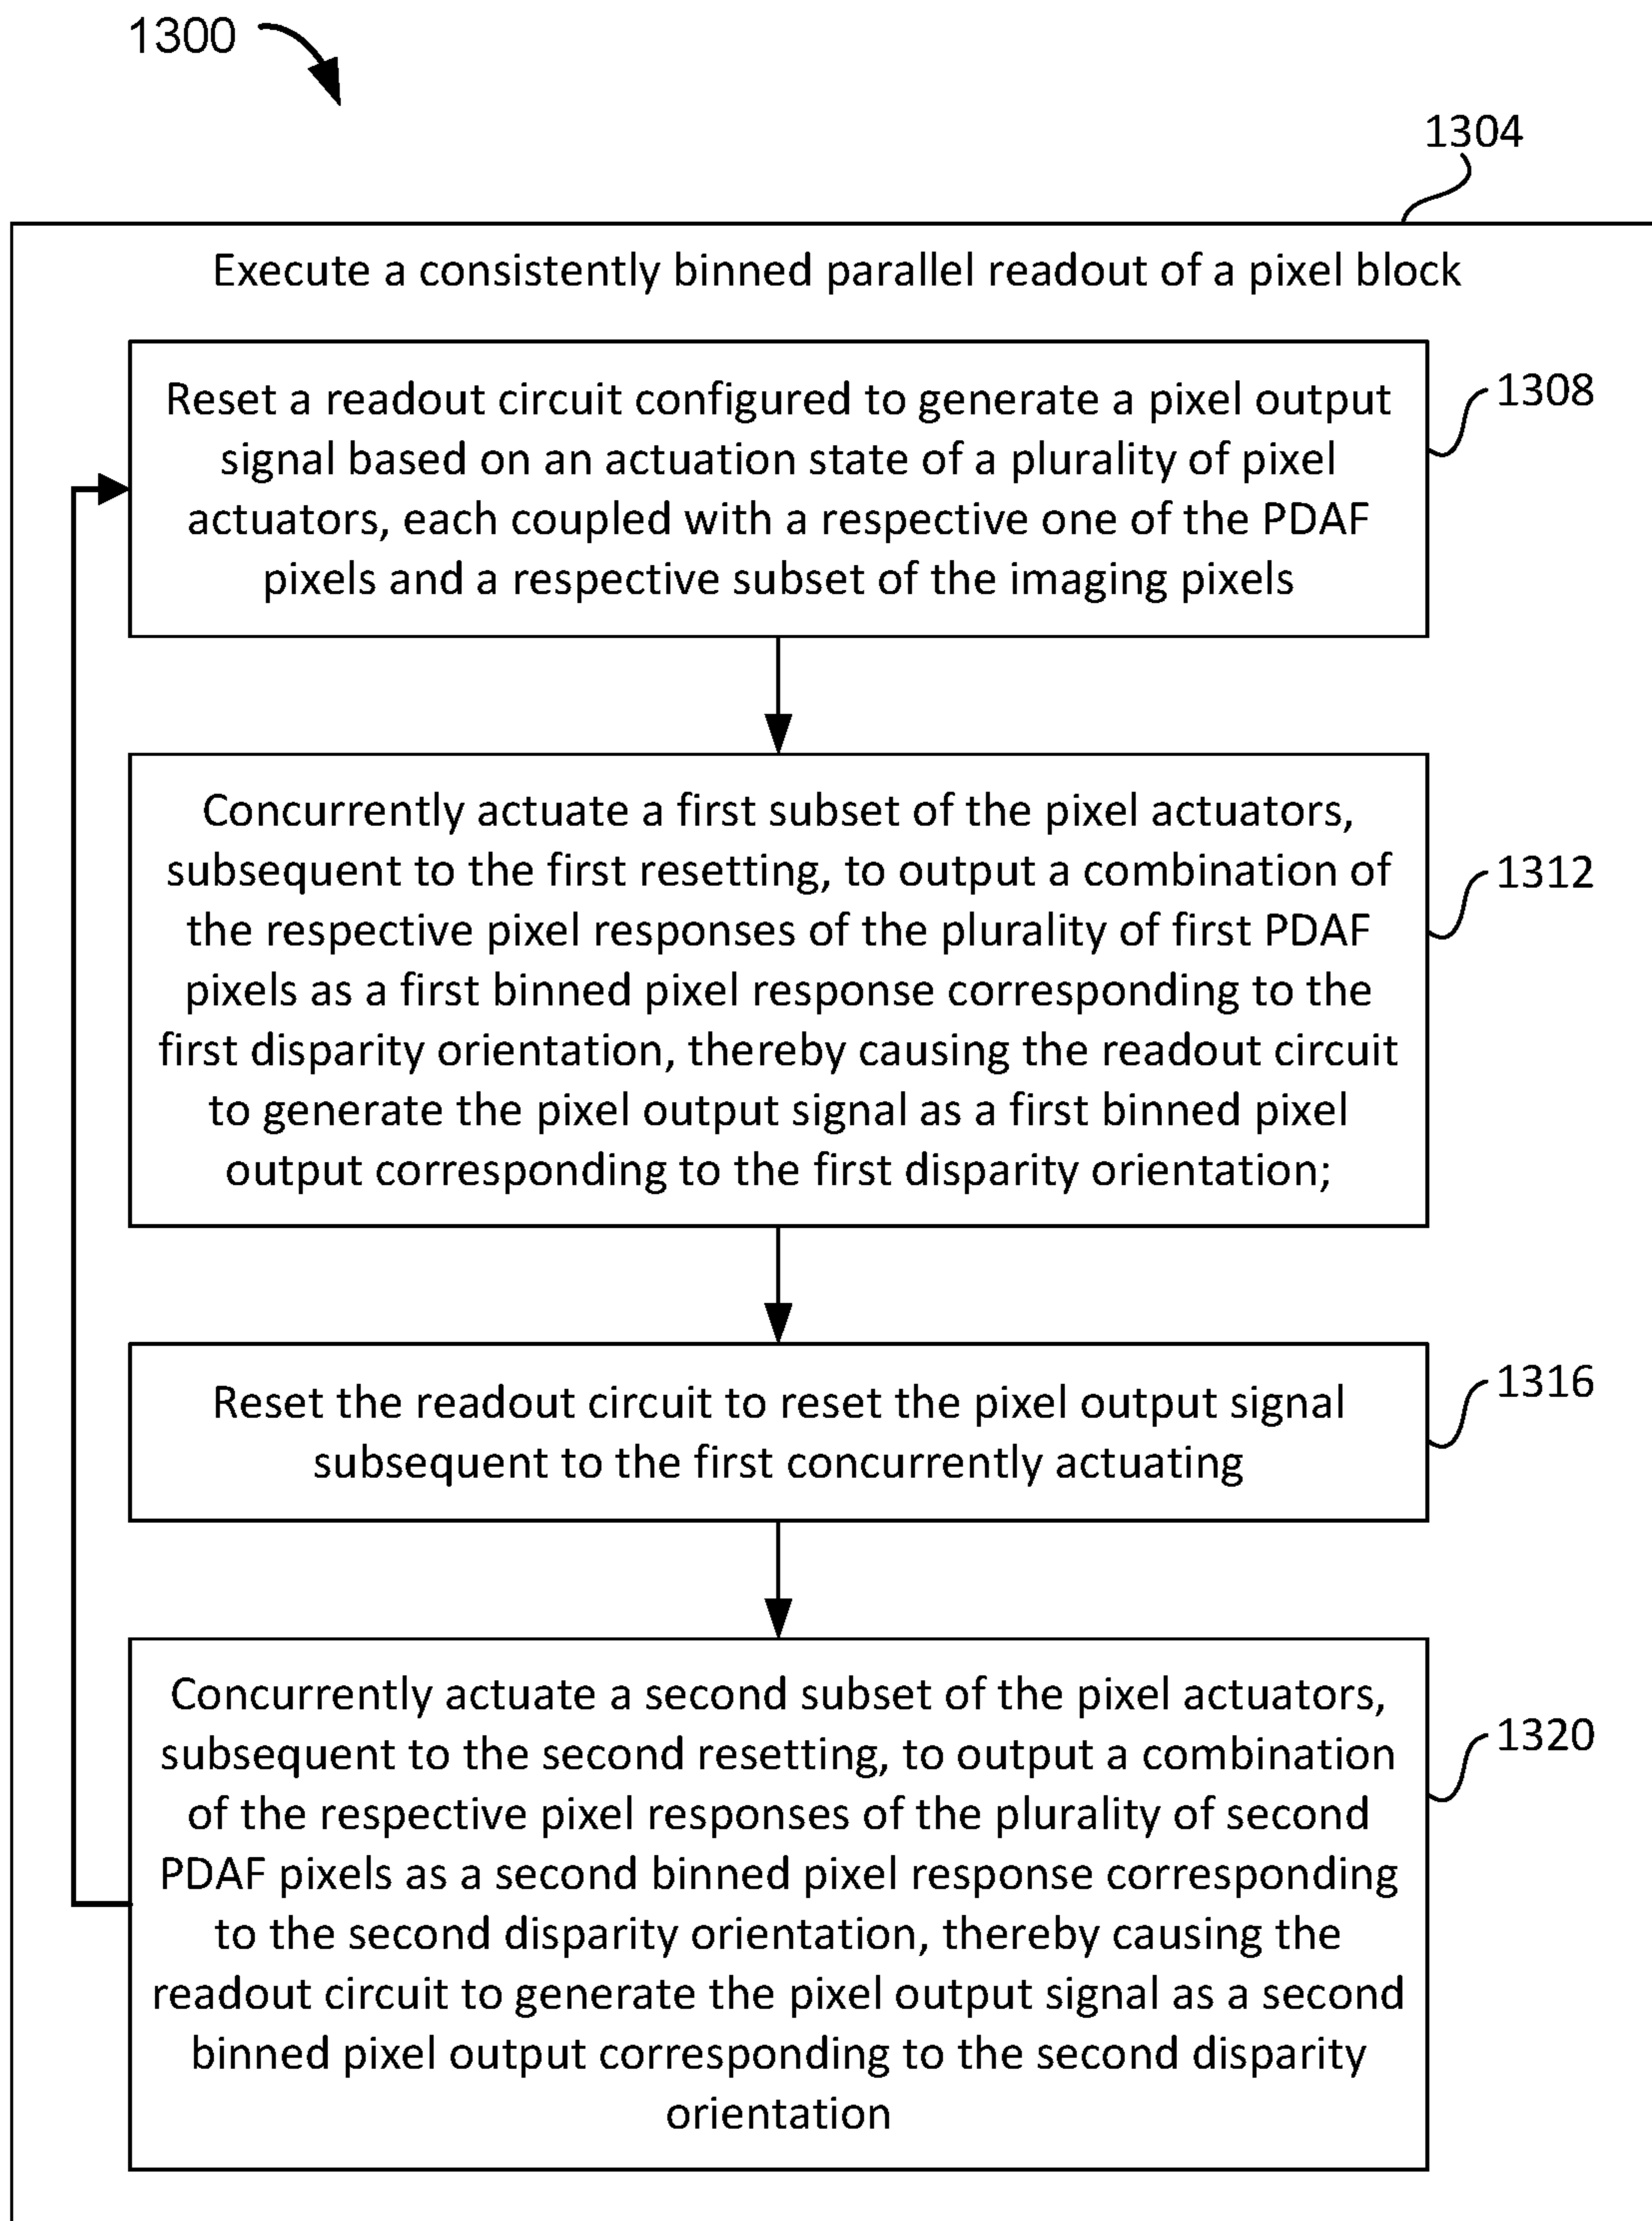 1300
1304
Execute a consistently binned parallel readout of a pixel block
Reset a readout circuit configured to generate a pixel output
signal based on an actuation state of a plurality of pixel
actuators, each coupled with a respective one of the PDAF
pixels and a respective subset of the imaging pixels
1308
Concurrently actuate a first subset of the pixel actuators,
subsequent to the first resetting, to output a combination of
the respective pixel responses of the plurality of first PDAF
pixels as a first binned pixel response corresponding to the
first disparity orientation, thereby causing the readout circuit
to generate the pixel output signal as a first binned pixel
output corresponding to the first disparity orientation;
1312
Reset the readout circuit to reset the pixel output signal
subsequent to the first concurrently actuating
1316
Concurrently actuate a second subset of the pixel actuators,
subsequent to the second resetting, to output a combination
of the respective pixel responses of the plurality of second
PDAF pixels as a second binned pixel response corresponding
to the second disparity orientation, thereby causing the
readout circuit to generate the pixel output signal as a second
binned pixel output corresponding to the second disparity
orientation
1320